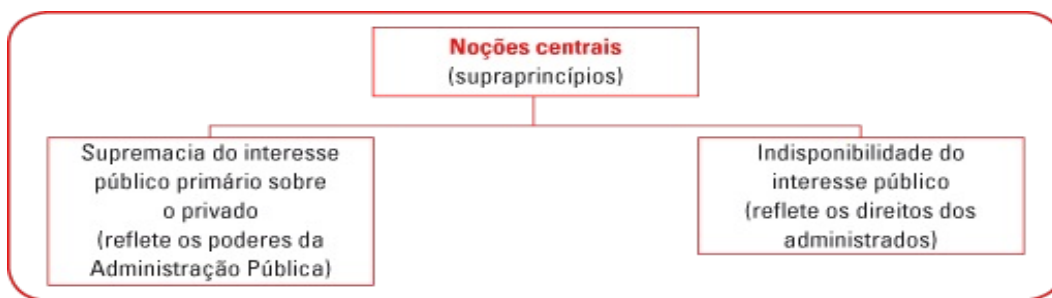 Noções centrais
(supraprincípios)
Supremacia do interesse
público primário sobre
o privado
(reflete os poderes da
Administração Pública)
Indisponibilidade do
interesse público
(reflete os direitos dos
administrados)